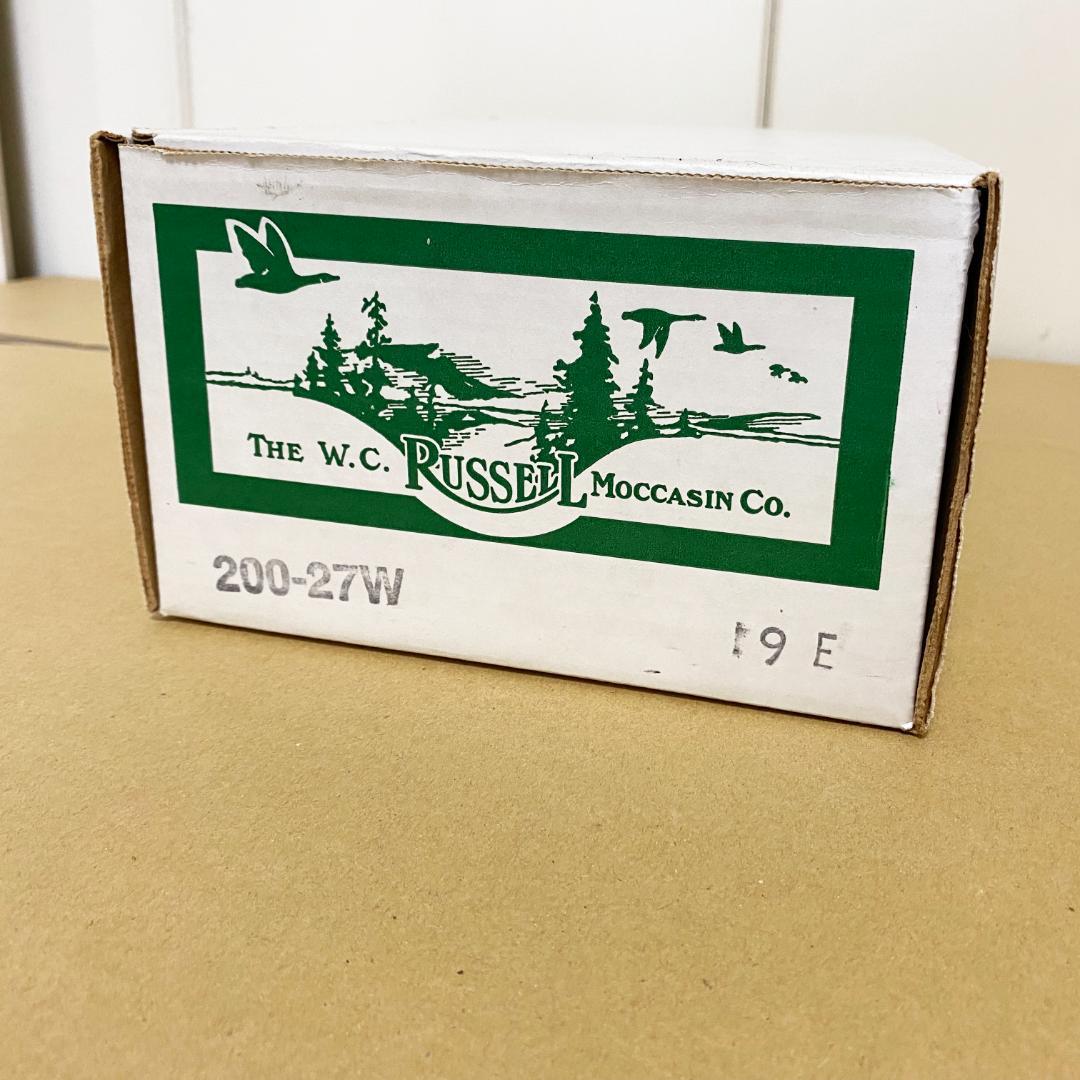 THE W.C. RUSSELL MOCCASIN CO.
200-27W
9 E